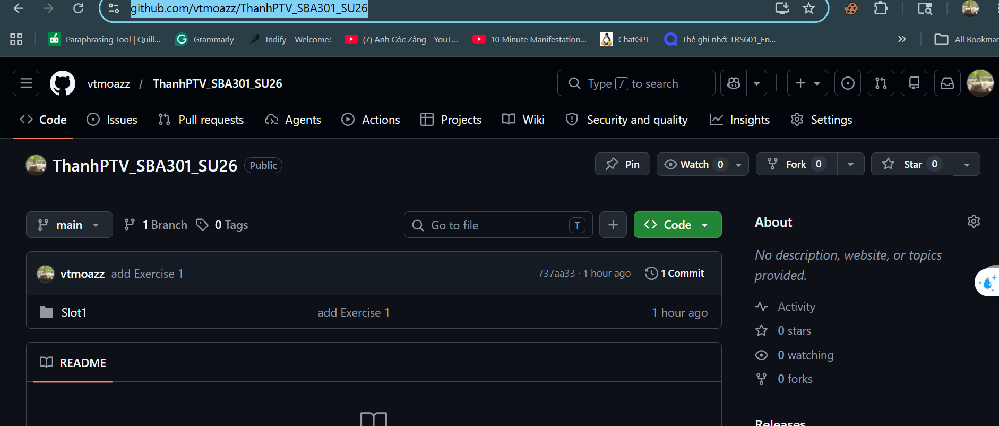 github.com/vtmoazz/ThanhPTV_SBA301_SU26
Paraphrasing Tool | Quill... Grammarly Indify – Welcome! (7) Anh Cóc Zàng - YouT... 10 Minute Manifestation... ChatGPT Thẻ ghi nhớ: TRS601_En... » All Bookmar
vtmoazz / ThanhPTV_SBA301_SU26 Type / to search
Code Issues Pull requests Agents Actions Projects Wiki Security and quality Insights Settings
ThanhPTV_SBA301_SU26 Public Pin Watch 0 Fork 0 Star 0
main 1 Branch 0 Tags Go to file T + Code About
No description, website, or topics
provided.
vtmoazz add Exercise 1 737aa33 · 1 hour ago 1 Commit
Slot1 add Exercise 1 1 hour ago
Activity
0 stars
0 watching
0 forks
README
Releases